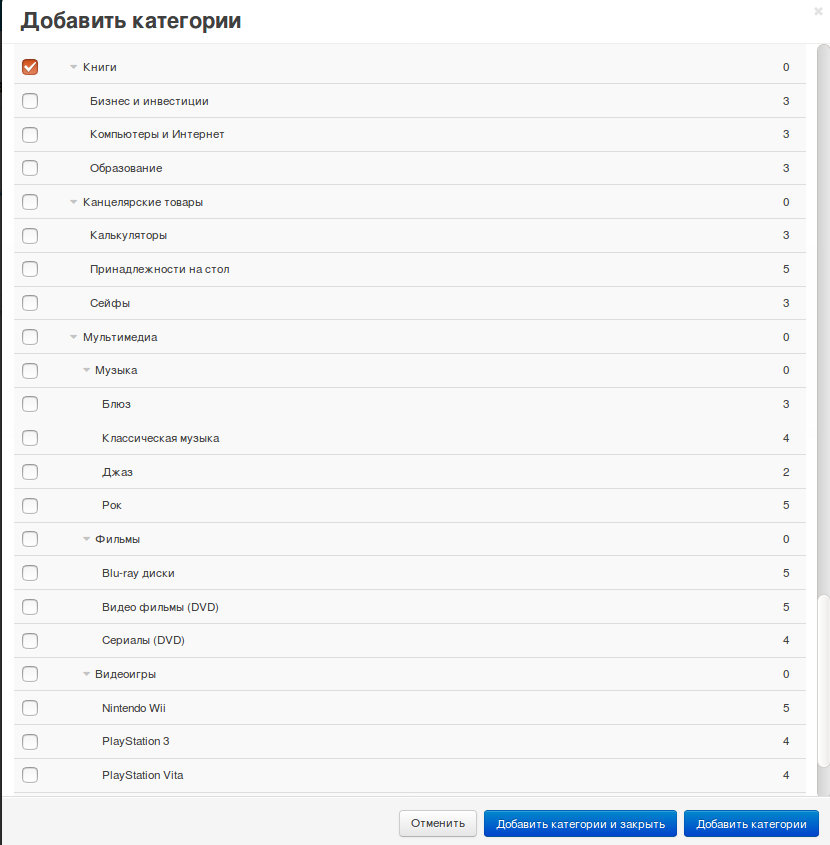 Добавить категории
Книги 0
Бизнес и инвестиции 3
Компьютеры и Интернет 3
Образование 3
Канцелярские товары 0
Калькуляторы 3
Принадлежности на стол 5
Сейфы 3
Мультимедиа 0
Музыка 0
Блюз 3
Классическая музыка 4
Джаз 2
Рок 5
Фильмы 0
Blu-ray диски 5
Видео фильмы (DVD) 5
Сериалы (DVD) 4
Видеоигры 0
Nintendo Wii 5
PlayStation 3 4
PlayStation Vita 4
Отменить Добавить категории и закрыть Добавить категории